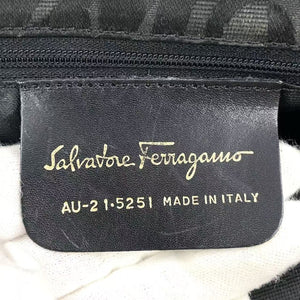 Salvatore Ferragamo
AU-21·5251 MADE IN ITALY